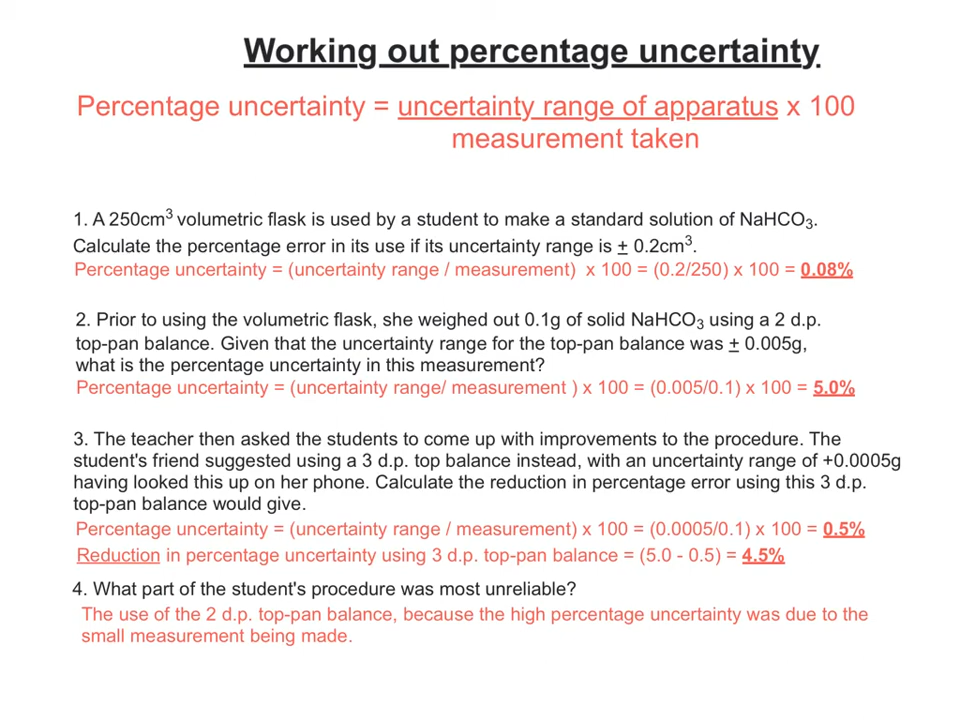 Working out percentage uncertainty
Percentage uncertainty = uncertainty range of apparatus x 100
measurement taken
1. A 250cm³ volumetric flask is used by a student to make a standard solution of NaHCO₃.
Calculate the percentage error in its use if its uncertainty range is ± 0.2cm³.
Percentage uncertainty = (uncertainty range / measurement) x 100 = (0.2/250) x 100 = 0.08%
2. Prior to using the volumetric flask, she weighed out 0.1g of solid NaHCO₃ using a 2 d.p.
top-pan balance. Given that the uncertainty range for the top-pan balance was ± 0.005g,
what is the percentage uncertainty in this measurement?
Percentage uncertainty = (uncertainty range/ measurement ) x 100 = (0.005/0.1) x 100 = 5.0%
3. The teacher then asked the students to come up with improvements to the procedure. The
student's friend suggested using a 3 d.p. top balance instead, with an uncertainty range of +0.0005g
having looked this up on her phone. Calculate the reduction in percentage error using this 3 d.p.
top-pan balance would give.
Percentage uncertainty = (uncertainty range / measurement) x 100 = (0.0005/0.1) x 100 = 0.5%
Reduction in percentage uncertainty using 3 d.p. top-pan balance = (5.0 - 0.5) = 4.5%
4. What part of the student's procedure was most unreliable?
The use of the 2 d.p. top-pan balance, because the high percentage uncertainty was due to the
small measurement being made.